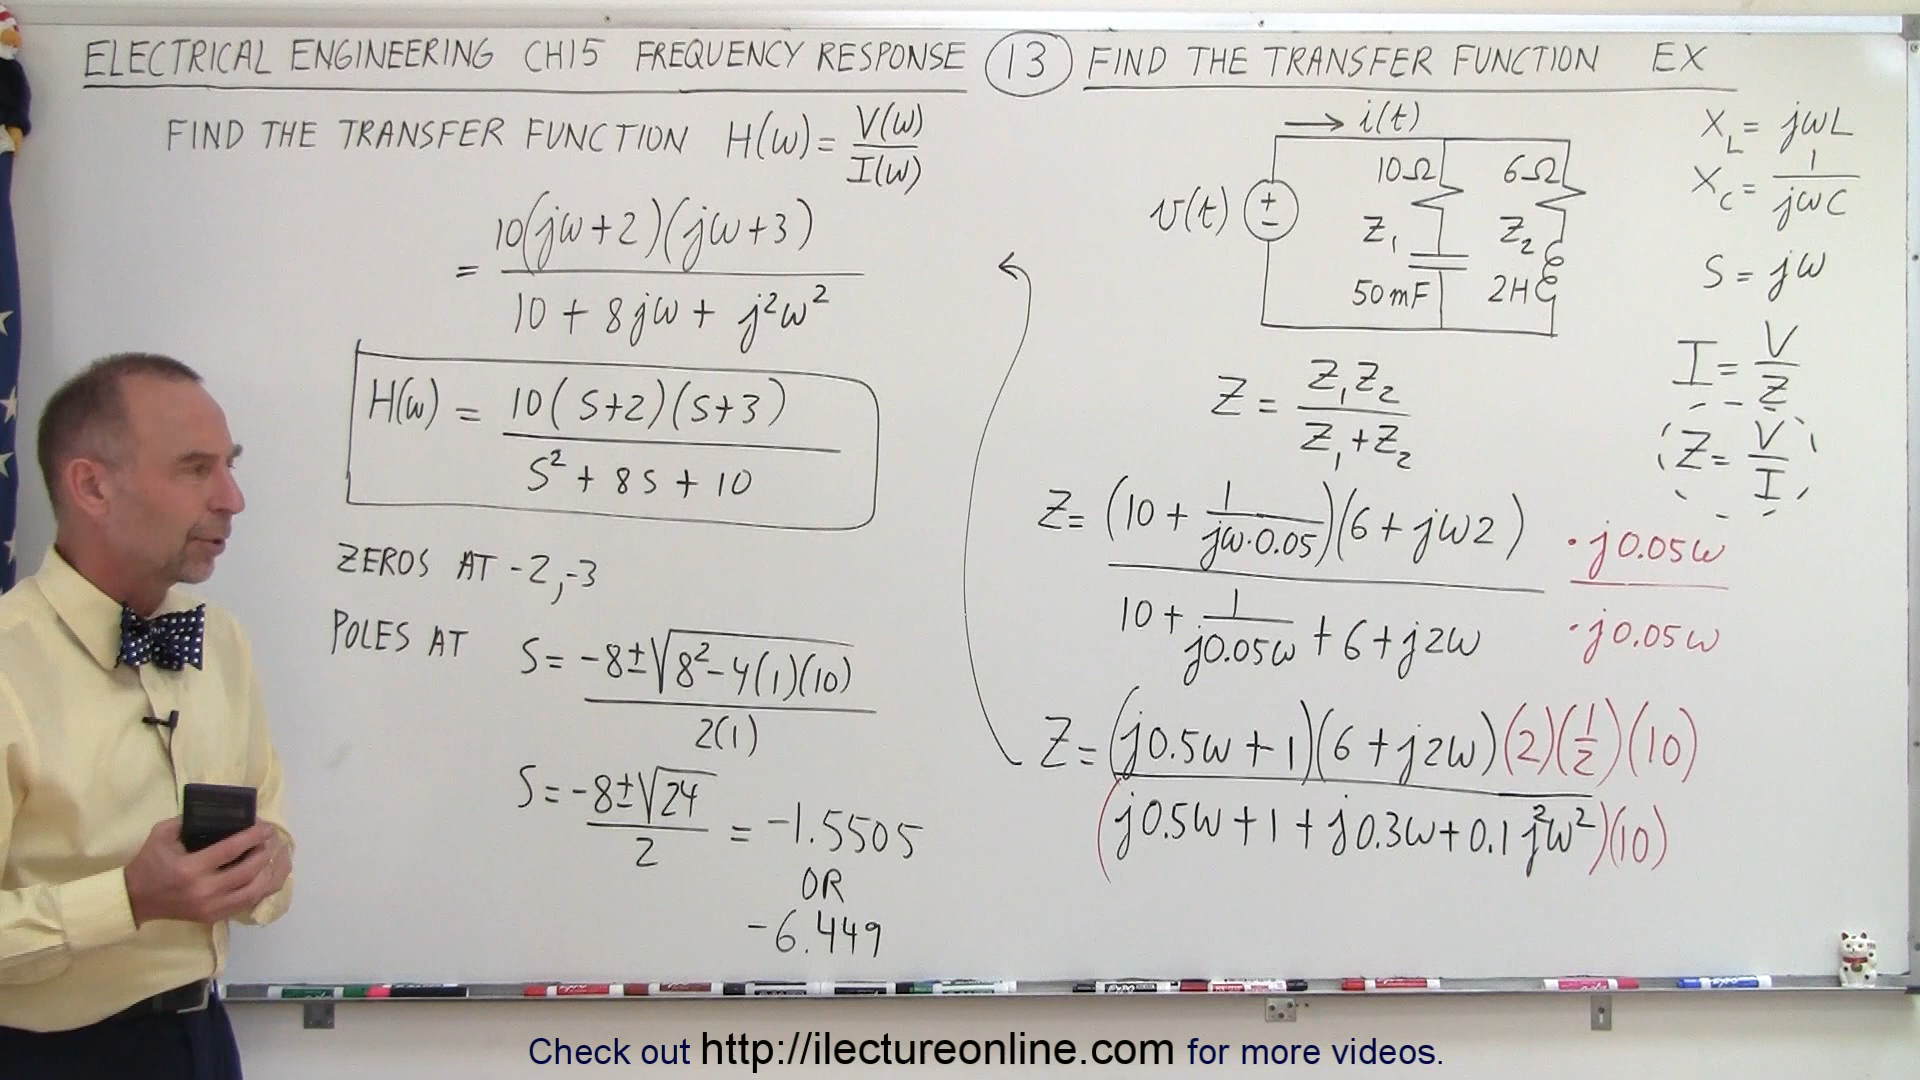 ELECTRICAL ENGINEERING CH15 FREQUENCY RESPONSE 13 FIND THE TRANSFER FUNCTION EX
FIND THE TRANSFER FUNCTION H(ω) = V(ω)/I(ω)
= 10(jω+2)(jω+3) / 10 + 8jω + j²ω²
H(ω) = 10(S+2)(S+3) / S² + 8S + 10
ZEROS AT -2, -3
POLES AT S = -8±√8²-4(1)(10) / 2(1)
S = -8±√24 / 2 = -1.5505
OR
-6.449
i(t)
v(t)
+
-
10Ω
Z₁
50mF
6Ω
Z₂
2H
X_L = jωL
X_C = 1/jωC
S = jω
I = V/Z
Z = V/I
Z = Z₁Z₂ / Z₁+Z₂
Z = (10 + 1/jω·0.05)(6 + jω2) / 10 + 1/j0.05ω + 6 + j2ω · j0.05ω / · j0.05ω
Z = (j0.5ω + 1)(6 + j2ω)(2)(1/2)(10) / (j0.5ω + 1 + j0.3ω + 0.1 j²ω²)(10)
Check out http://ilectureonline.com for more videos.